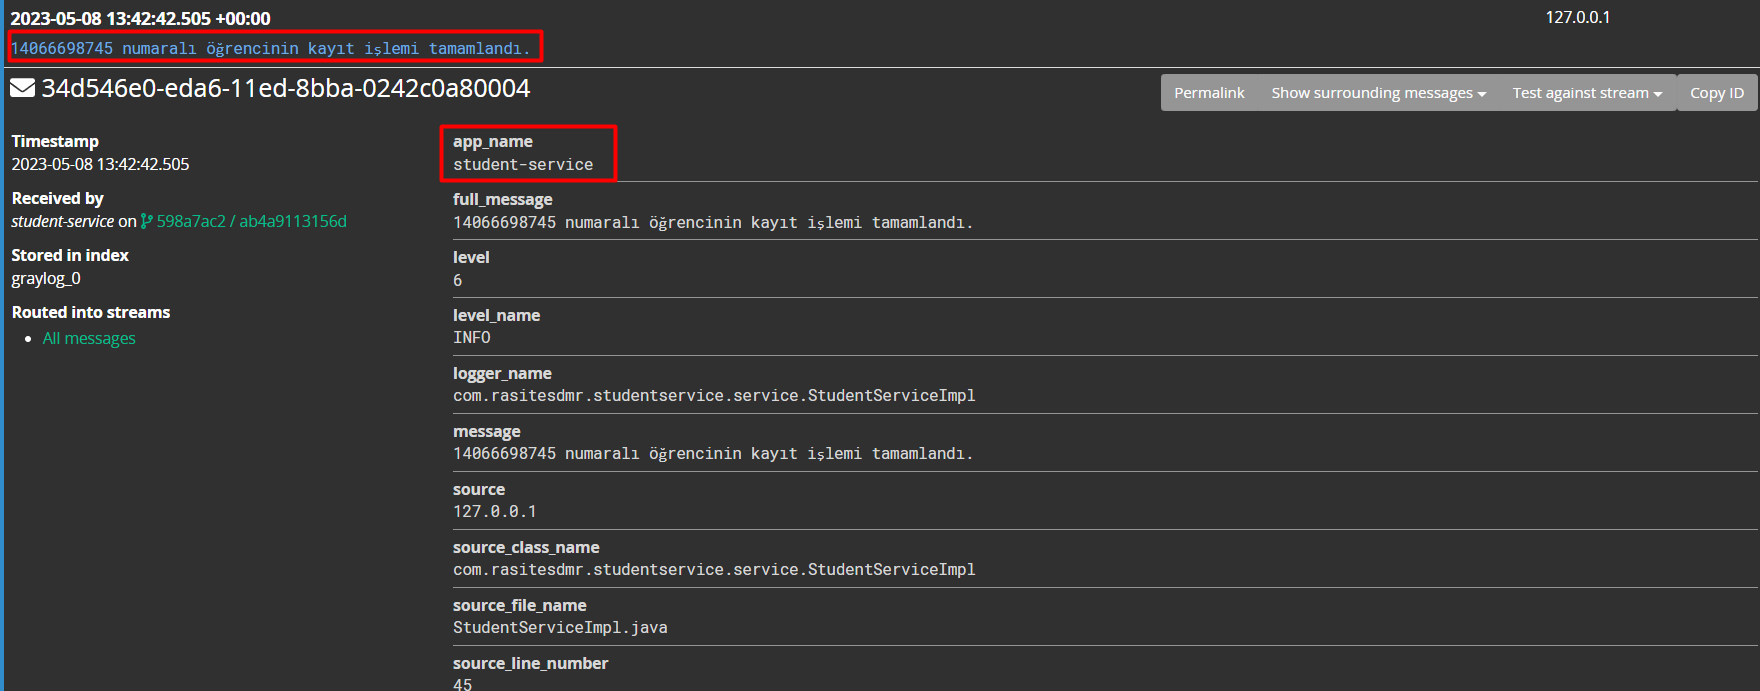 2023-05-08 13:42:42.505 +00:00
127.0.0.1
14066698745 numaralı öğrencinin kayıt işlemi tamamlandı.
34d546e0-eda6-11ed-8bba-0242c0a80004
Permalink
Show surrounding messages
Test against stream
Copy ID
Timestamp
2023-05-08 13:42:42.505
Received by
student-service on 598a7ac2 / ab4a9113156d
Stored in index
graylog_0
Routed into streams
All messages
app_name
student-service
full_message
14066698745 numaralı öğrencinin kayıt işlemi tamamlandı.
level
6
level_name
INFO
logger_name
com.rasitesdmr.studentservice.service.StudentServiceImpl
message
14066698745 numaralı öğrencinin kayıt işlemi tamamlandı.
source
127.0.0.1
source_class_name
com.rasitesdmr.studentservice.service.StudentServiceImpl
source_file_name
StudentServiceImpl.java
source_line_number
45